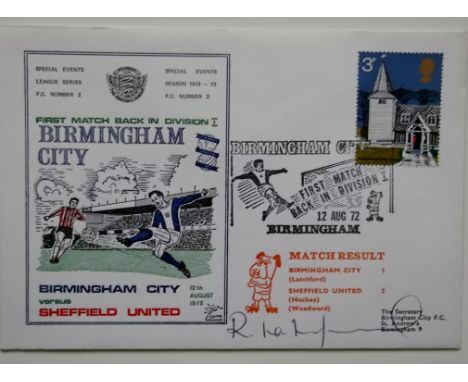 SPECIAL EVENTS
LEAGUE SERIES
F.C. NUMBER 2
SPECIAL EVENTS
SEASON 1972 - 73
F.C. NUMBER 2
FIRST MATCH BACK IN DIVISION I
BIRMINGHAM
CITY
BIRMINGHAM CITY
versus
SHEFFIELD UNITED
12th
AUGUST
1972
3P
BIRMINGHAM CITY
FIRST MATCH
BACK IN DIVISION I
12 AUG 72
BIRMINGHAM
MATCH RESULT
BIRMINGHAM CITY 1
(Latchford)
SHEFFIELD UNITED 2
(Hockey)
(Woodward)
The Secretary
Birmingham City F.C.
St. Andrew's
Birmingham 9